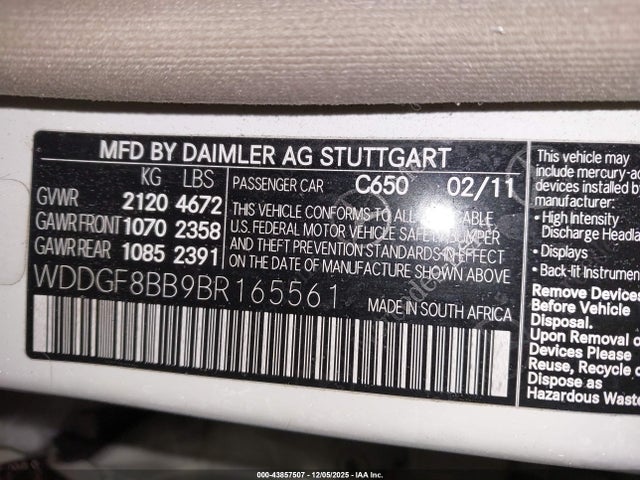 MFD BY DAIMLER AG STUTTGART
KG LBS
GVWR 2120 4672
GAWR FRONT 1070 2358
GAWR REAR 1085 2391
PASSENGER CAR C650 02/11
THIS VEHICLE CONFORMS TO ALL APPLICABLE
U.S. FEDERAL MOTOR VEHICLE SAFETY, BUMPER,
AND THEFT PREVENTION STANDARDS IN EFFECT
ON THE DATE OF MANUFACTURE SHOWN ABOVE.
WDDGF8BB9BR165561
MADE IN SOUTH AFRICA
This vehicle may
include mercury-
devices installed b
manufacturer:
• High Intensity
Discharge
• Displays
• Back-lit
Remove
Before Vehicle
Disposal.
Upon Removal o
Devices Please
Reuse, Recycle
Dispose as
Hazardous Waste
000-43857507 - 12/05/2025 - IAA Inc.